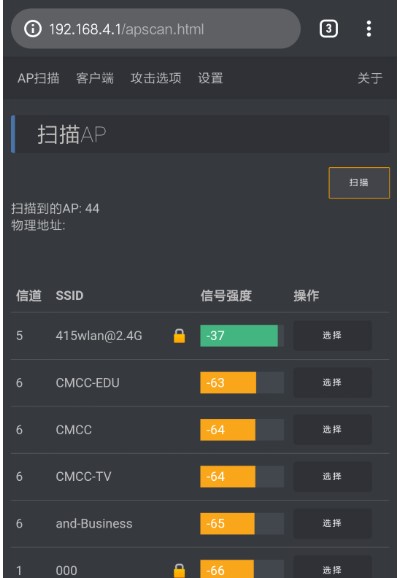 192.168.4.1/apscan.html
3
AP扫描 客户端 攻击选项 设置 关于
扫描AP
扫描
扫描到的AP: 44
物理地址:
信道 SSID 信号强度 操作
5 415wlan@2.4G -37 选择
6 CMCC-EDU -63 选择
6 CMCC -64 选择
6 CMCC-TV -64 选择
6 and-Business -65 选择
1 000 -66 选择